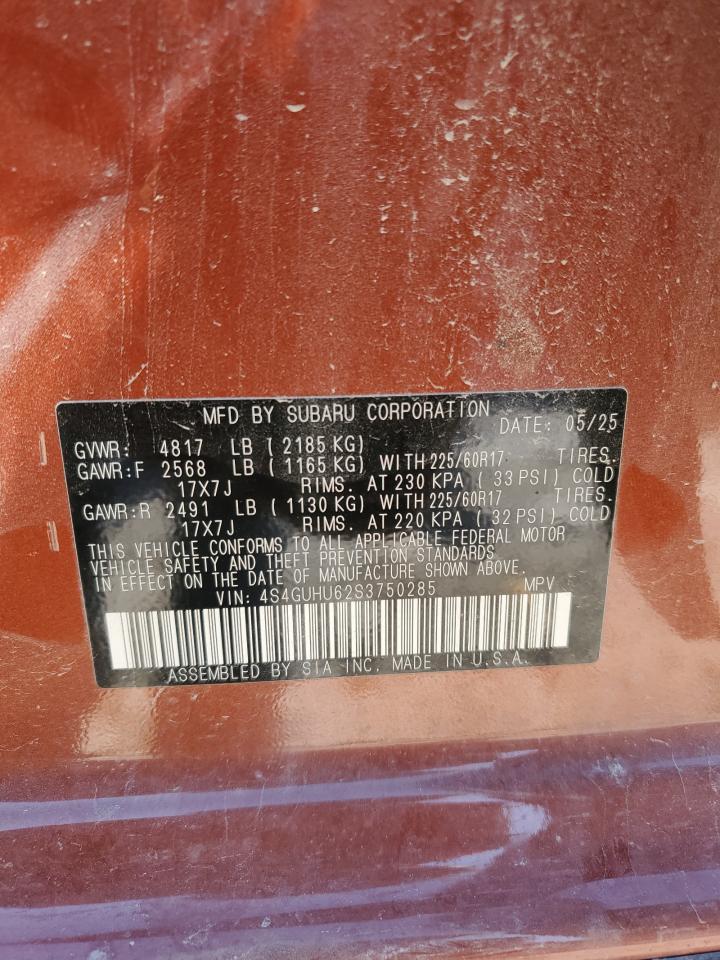 MFD BY SUBARU CORPORATION DATE: 05/25
GVWR: 4817 LB ( 2185 KG)
GAWR:F 2568 LB ( 1165 KG) WITH 225/60R17 TIRES.
17X7J RIMS. AT 230 KPA ( 33 PSI) COLD
GAWR:R 2491 LB ( 1130 KG) WITH 225/60R17 TIRES.
17X7J RIMS. AT 220 KPA ( 32 PSI) COLD
THIS VEHICLE CONFORMS TO ALL APPLICABLE FEDERAL MOTOR
VEHICLE SAFETY AND THEFT PREVENTION STANDARDS
IN EFFECT ON THE DATE OF MANUFACTURE SHOWN ABOVE.
VIN: 4S4GUHU62S3750285 MPV
ASSEMBLED BY SIA INC. MADE IN U.S.A.